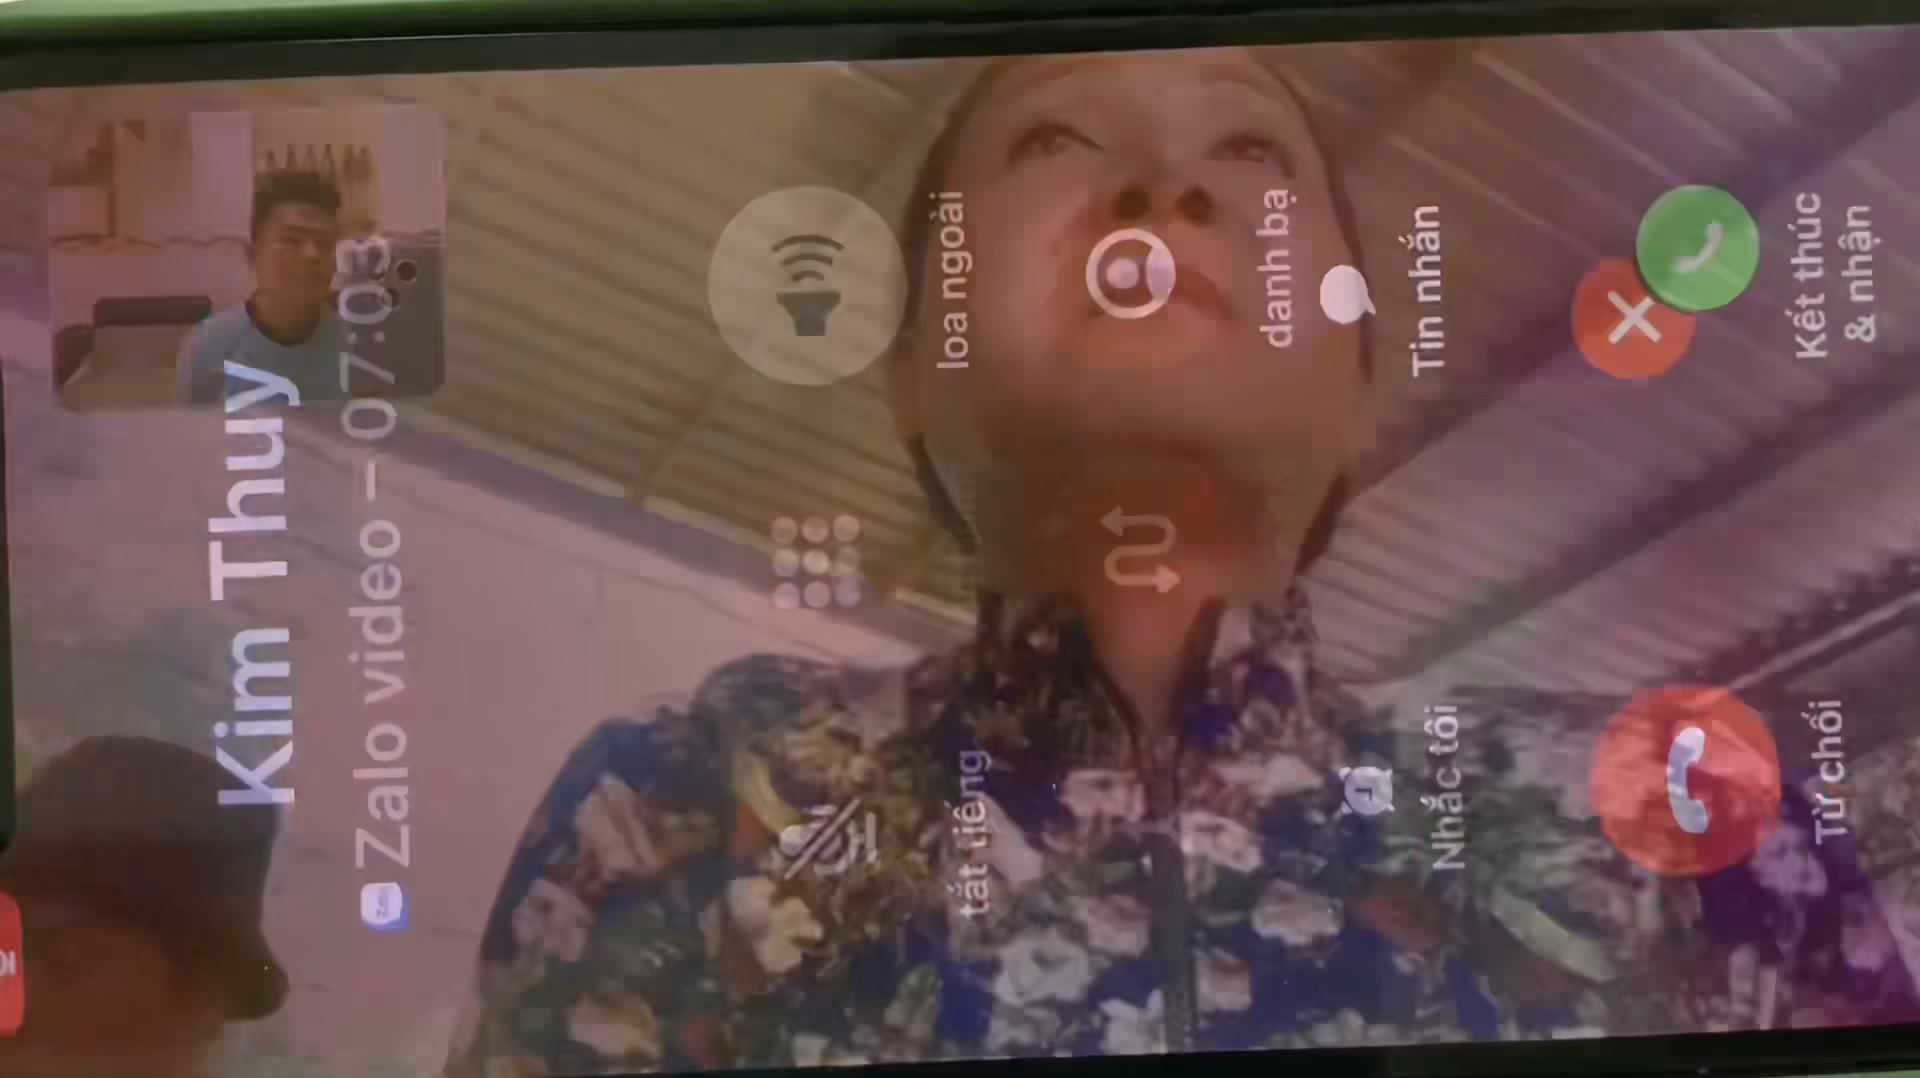 Kim Thuy
Zalo video – 07:03
tắt tiếng
loa ngoài
danh bạ
Nhắc tôi
Tin nhắn
Từ chối
Kết thúc
& nhận